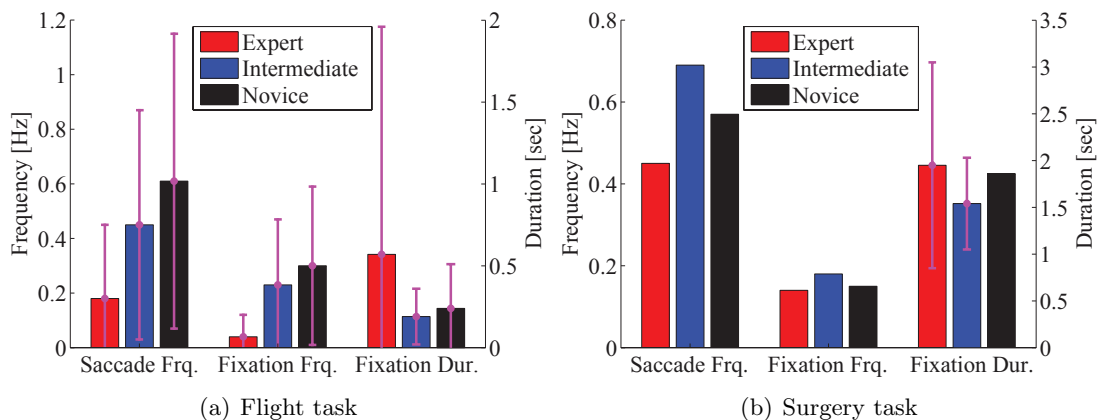 1.2
1
0.8
0.6
0.4
0.2
0
Frequency [Hz]
Expert
Intermediate
Novice
2
1.5
1
0.5
0
Duration [sec]
Saccade Frq. Fixation Frq. Fixation Dur.
(a) Flight task
0.8
0.6
0.4
0.2
0
Frequency [Hz]
Expert
Intermediate
Novice
3.5
3
2.5
2
1.5
1
0.5
0
Duration [sec]
Saccade Frq. Fixation Frq. Fixation Dur.
(b) Surgery task